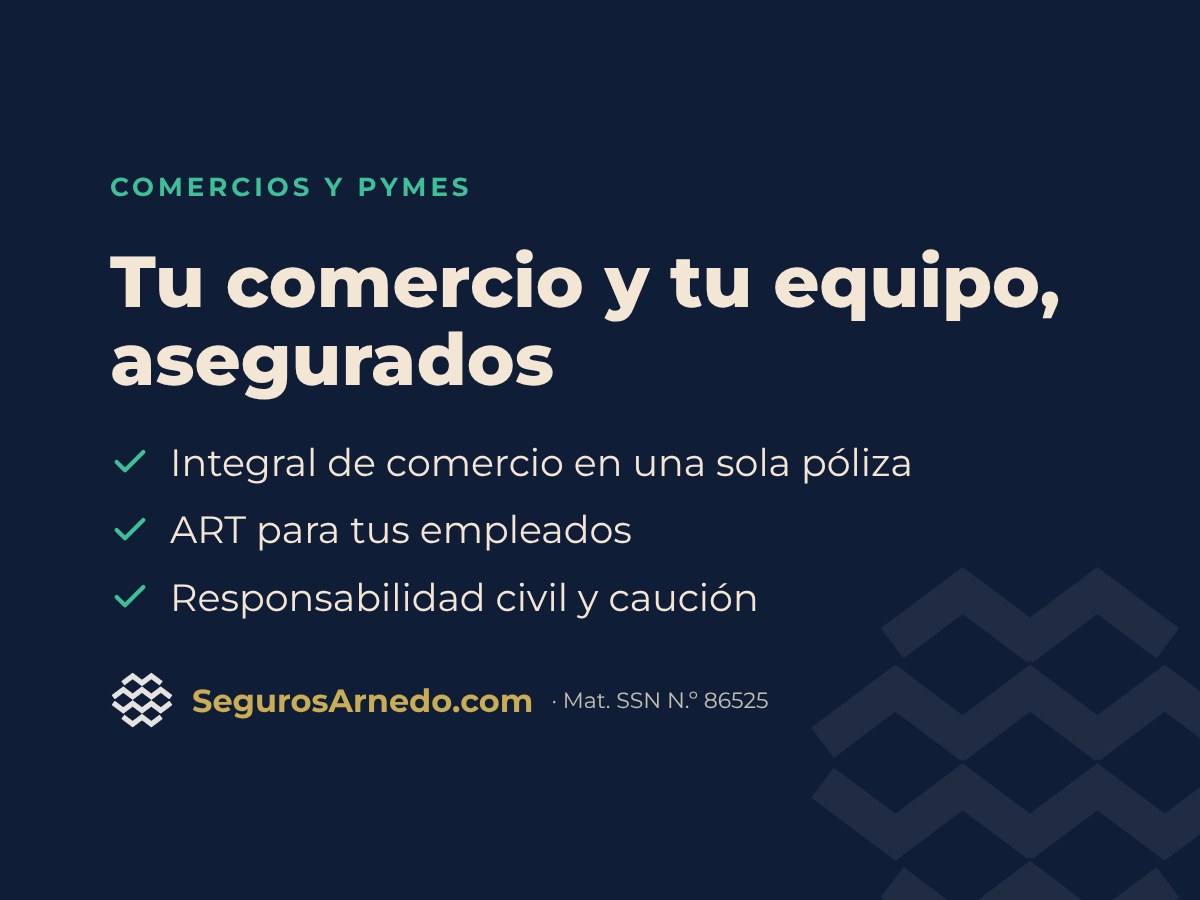 COMERCIOS Y PYMES
Tu comercio y tu equipo,
asegurados
Integral de comercio en una sola póliza
ART para tus empleados
Responsabilidad civil y caución
SegurosArnedo.com · Mat. SSN N.º 86525